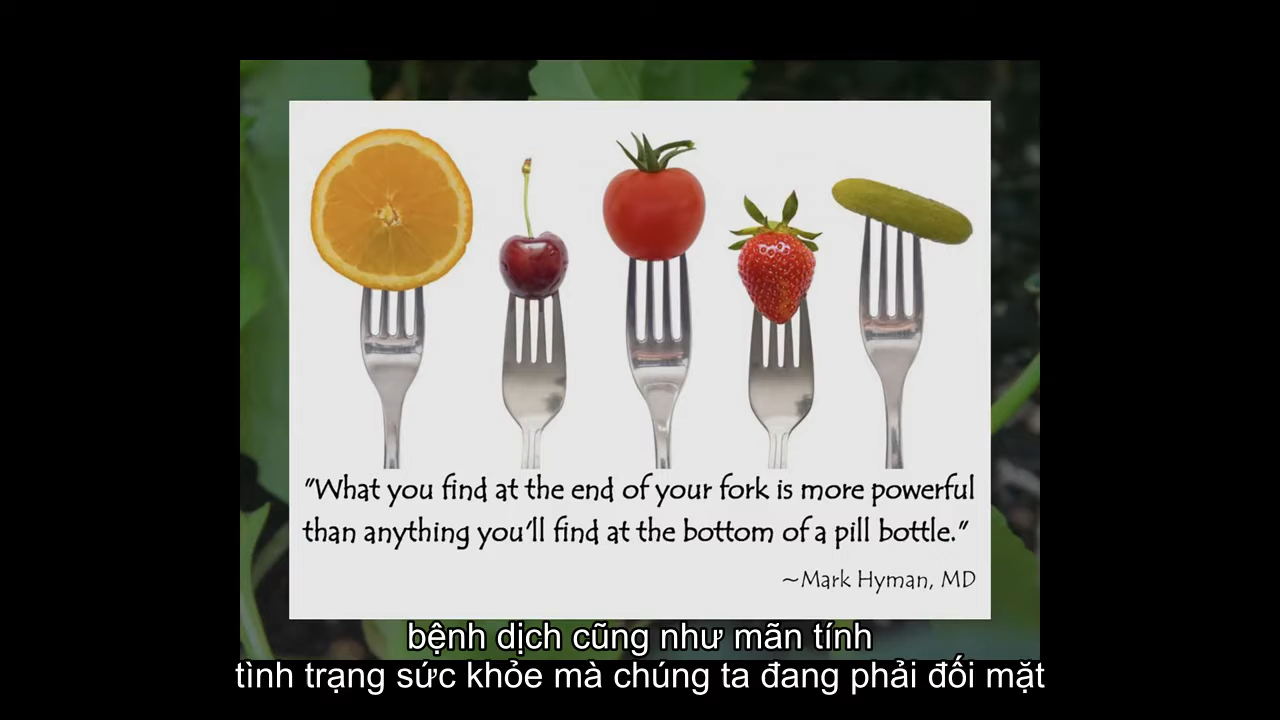 "What you find at the end of your fork is more powerful
than anything you'll find at the bottom of a pill bottle."
~Mark Hyman, MD
bệnh dịch cũng như mãn tính
tình trạng sức khỏe mà chúng ta đang phải đối mặt